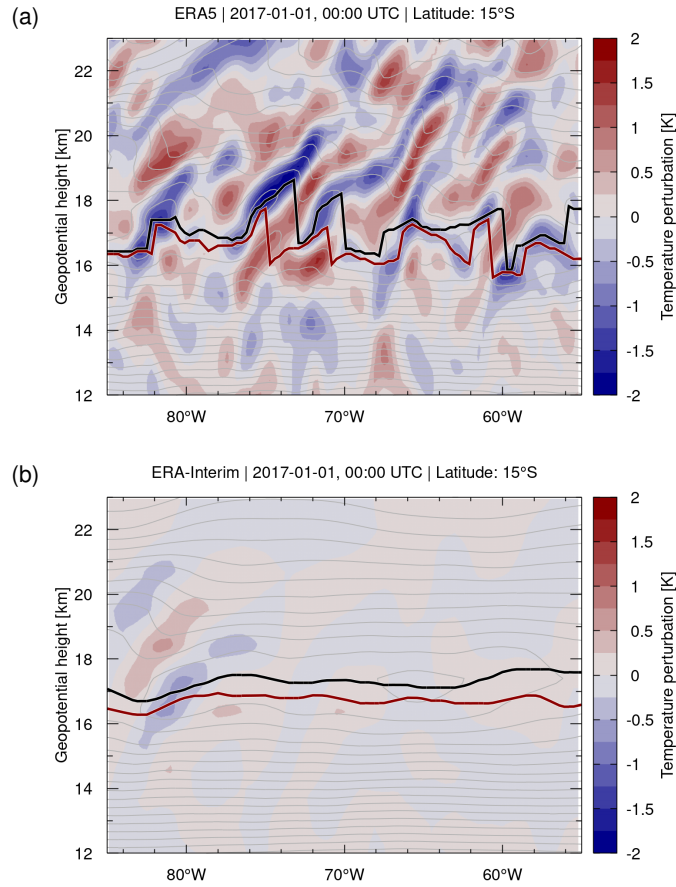 (a)
ERA5 | 2017-01-01, 00:00 UTC | Latitude: 15°S
Geopotential height [km]
22
20
18
16
14
12
80°W
70°W
60°W
2
1.5
1
0.5
0
-0.5
-1
-1.5
-2
Temperature perturbation [K]
(b)
ERA-Interim | 2017-01-01, 00:00 UTC | Latitude: 15°S
Geopotential height [km]
22
20
18
16
14
12
80°W
70°W
60°W
2
1.5
1
0.5
0
-0.5
-1
-1.5
-2
Temperature perturbation [K]